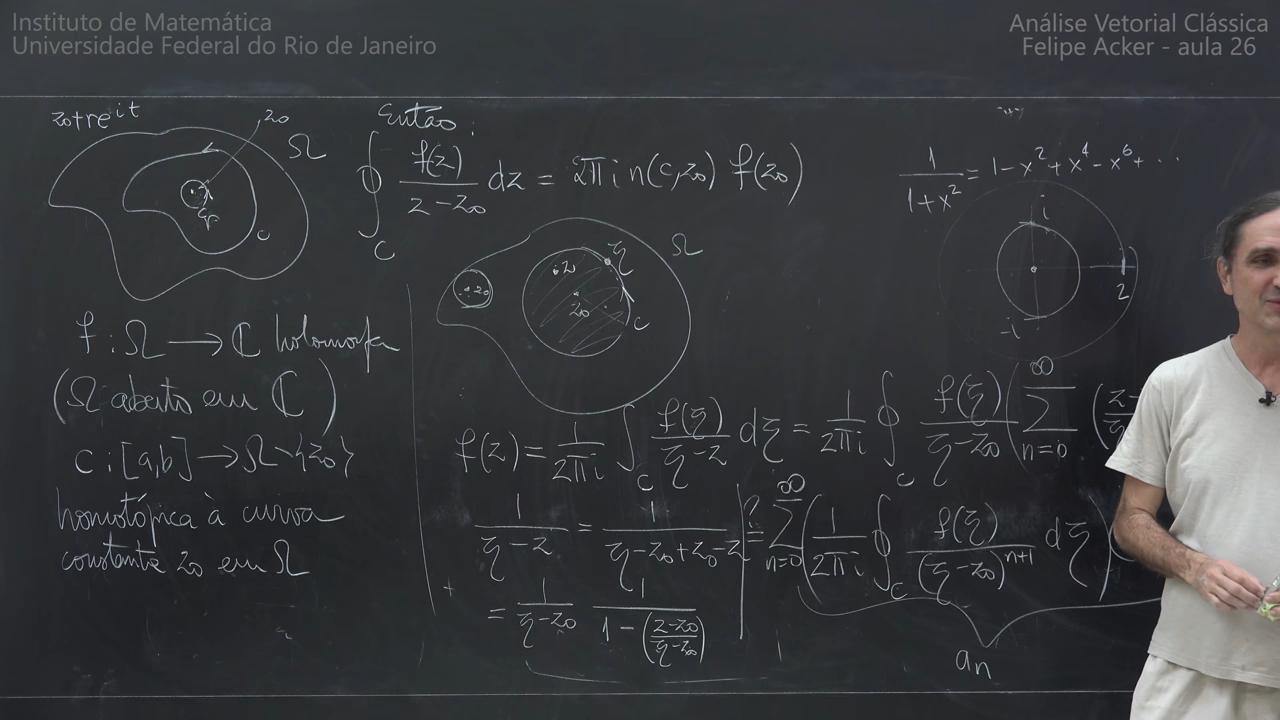 Instituto de Matemática
Universidade Federal do Rio de Janeiro
Análise Vetorial Clássica
Felipe Acker - aula 26
z₀+re^{it}
z₀
Ω
c
f : Ω → ℂ holomorfa
(Ω aberto em ℂ)
c : [a,b] → Ω-{z₀}
homotópica à curva
constante z₀ em Ω
Então:
∮_C f(z)/(z-z₀) dz = 2πi n(c,z₀) f(z₀)
Ω
ξ
z
z₀
z₀
c
f(z) = 1/2πi ∫_C f(ξ)/(ξ-z) dξ = 1/2πi ∮_C f(ξ)/(ξ-z₀) (∑_{n=0}^{∞} (z-
1/(ξ-z) = 1/(ξ-z₀+z₀-z)
= 1/(ξ-z₀) 1/(1-((z-z₀)/(ξ-z₀)))
?= ∑_{n=0}^{∞} (1/2πi ∮_C f(ξ)/(ξ-z₀)^{n+1} dξ)
aₙ
1/(1+x²) = 1-x²+x⁴-x⁶+...
i
2
-i